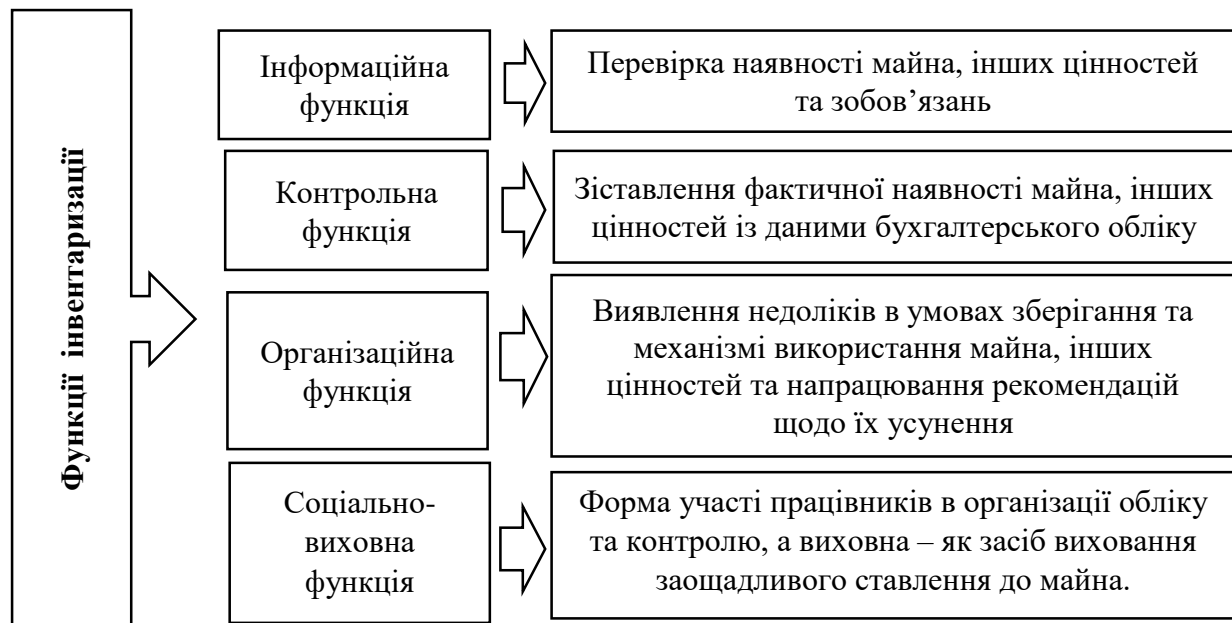 Функції інвентаризації
Інформаційна
функція
Перевірка наявності майна, інших цінностей
та зобов’язань
Контрольна
функція
Зіставлення фактичної наявності майна, інших
цінностей із даними бухгалтерського обліку
Організаційна
функція
Виявлення недоліків в умовах зберігання та
механізмі використання майна, інших
цінностей та напрацювання рекомендацій
щодо їх усунення
Соціально-
виховна
функція
Форма участі працівників в організації обліку
та контролю, а виховна – як засіб виховання
заощадливого ставлення до майна.